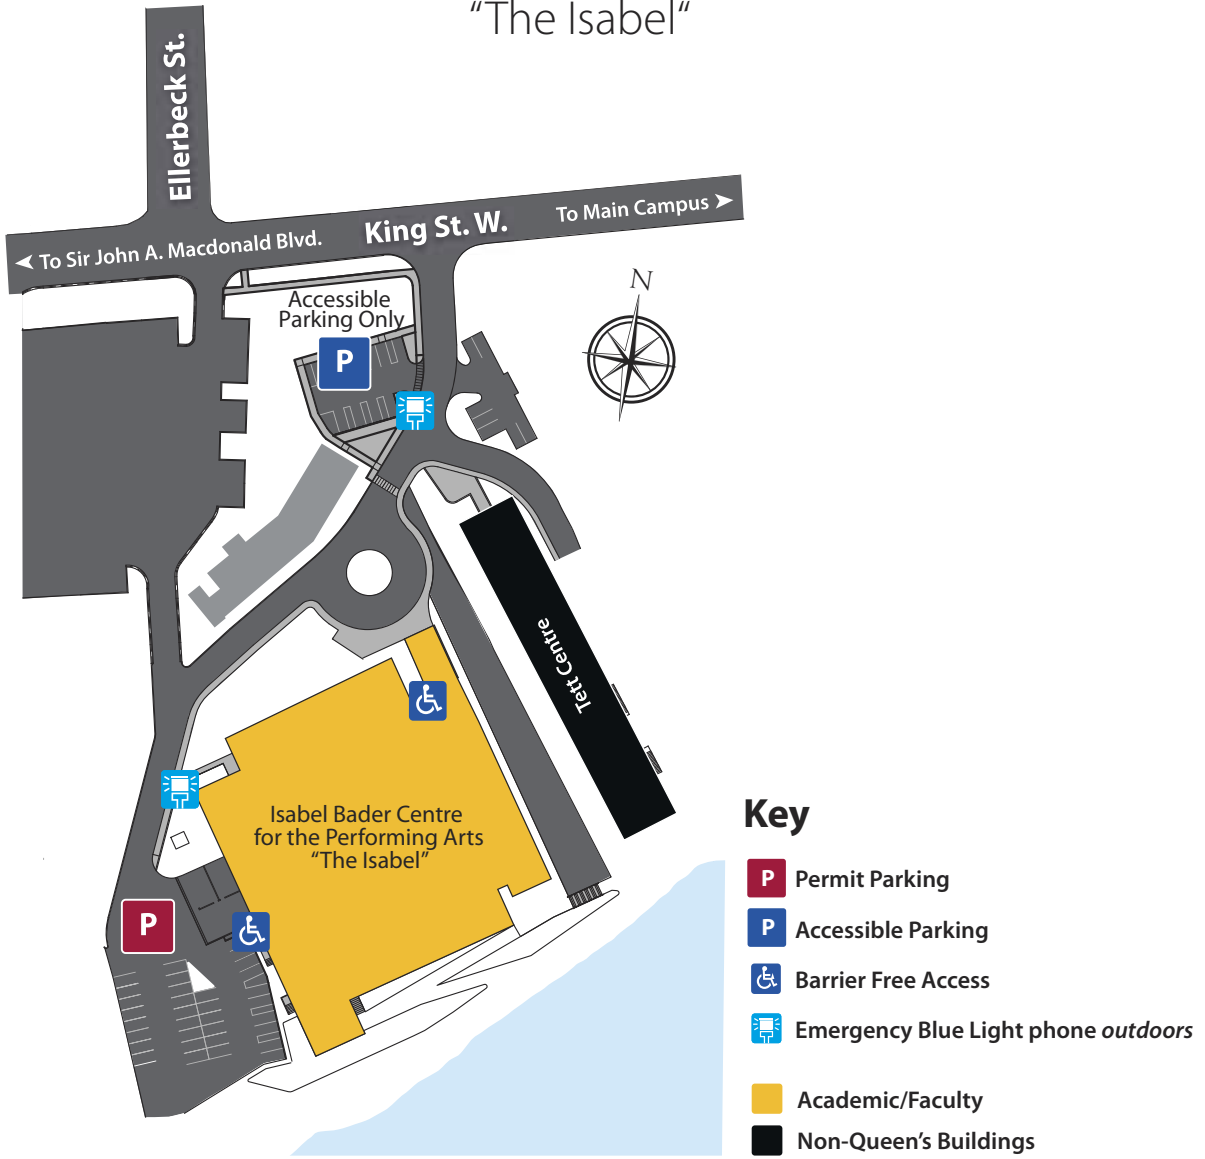 “The Isabel“
Ellerbeck St.
To Sir John A. Macdonald Blvd.
King St. W.
To Main Campus
Accessible
Parking Only
P
N
Tett Centre
Isabel Bader Centre
for the Performing Arts
“The Isabel”
P
Key
P Permit Parking
P Accessible Parking
Barrier Free Access
Emergency Blue Light phone outdoors
Academic/Faculty
Non-Queen’s Buildings